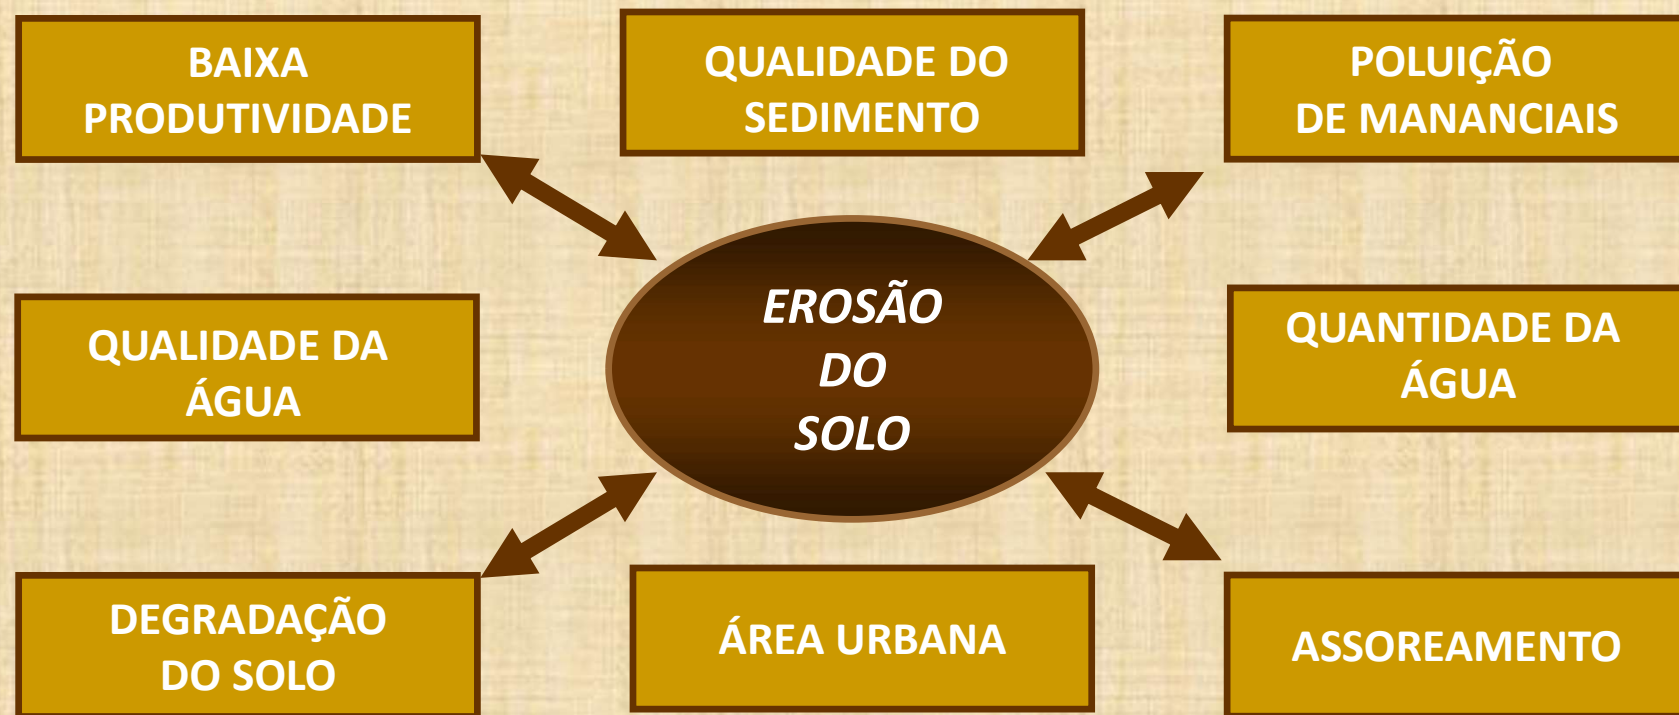 BAIXA
PRODUTIVIDADE
QUALIDADE DO
SEDIMENTO
POLUIÇÃO
DE MANANCIAIS
QUALIDADE DA
ÁGUA
EROSÃO
DO
SOLO
QUANTIDADE DA
ÁGUA
DEGRADAÇÃO
DO SOLO
ÁREA URBANA
ASSOREAMENTO